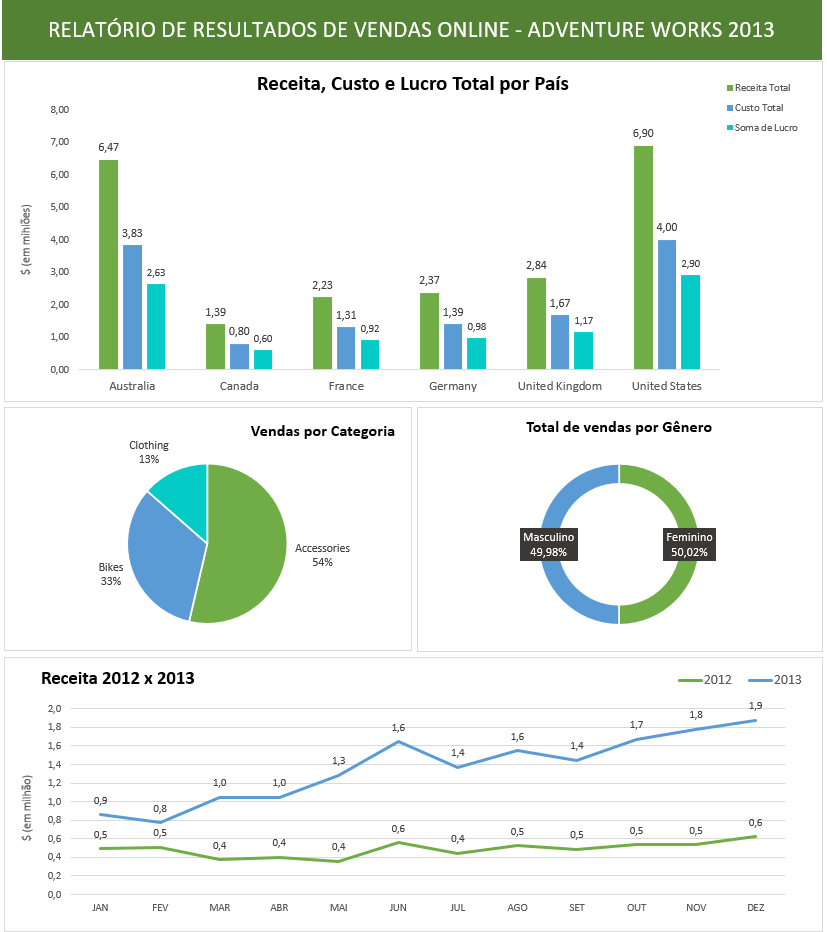 RELATÓRIO DE RESULTADOS DE VENDAS ONLINE - ADVENTURE WORKS 2013
Receita, Custo e Lucro Total por País
Receita Total
Custo Total
Soma de Lucro
$ (em milhões)
8,00
7,00
6,00
5,00
4,00
3,00
2,00
1,00
0,00
6,47 3,83 2,63
1,39 0,80 0,60
2,23 1,31 0,92
2,37 1,39 0,98
2,84 1,67 1,17
6,90 4,00 2,90
Australia Canada France Germany United Kingdom United States
Vendas por Categoria
Clothing
13%
Bikes
33%
Accessories
54%
Total de vendas por Gênero
Masculino
49,98%
Feminino
50,02%
Receita 2012 x 2013
2012 2013
$ (em milhão)
2,0
1,8
1,6
1,4
1,2
1,0
0,8
0,6
0,4
0,2
0,0
0,9 0,8 1,0 1,0 1,3 1,6 1,4 1,6 1,4 1,7 1,8 1,9
0,5 0,5 0,4 0,4 0,4 0,6 0,4 0,5 0,5 0,5 0,5 0,6
JAN FEV MAR ABR MAI JUN JUL AGO SET OUT NOV DEZ